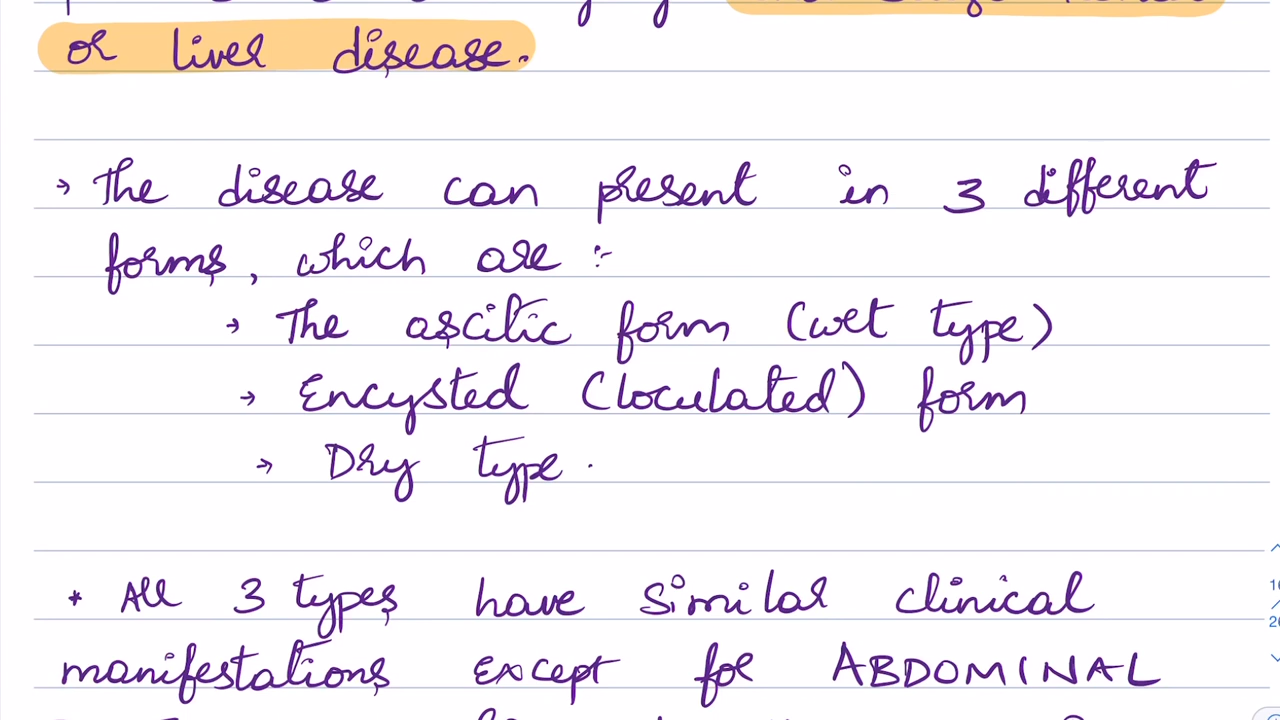 or liver disease.
→ The disease can present in 3 different
forms, which are :-
→ The ascitic form (wet type)
→ Encysted (loculated) form
→ Dry type.
* All 3 types have similar clinical
manifestations except for ABDOMINAL